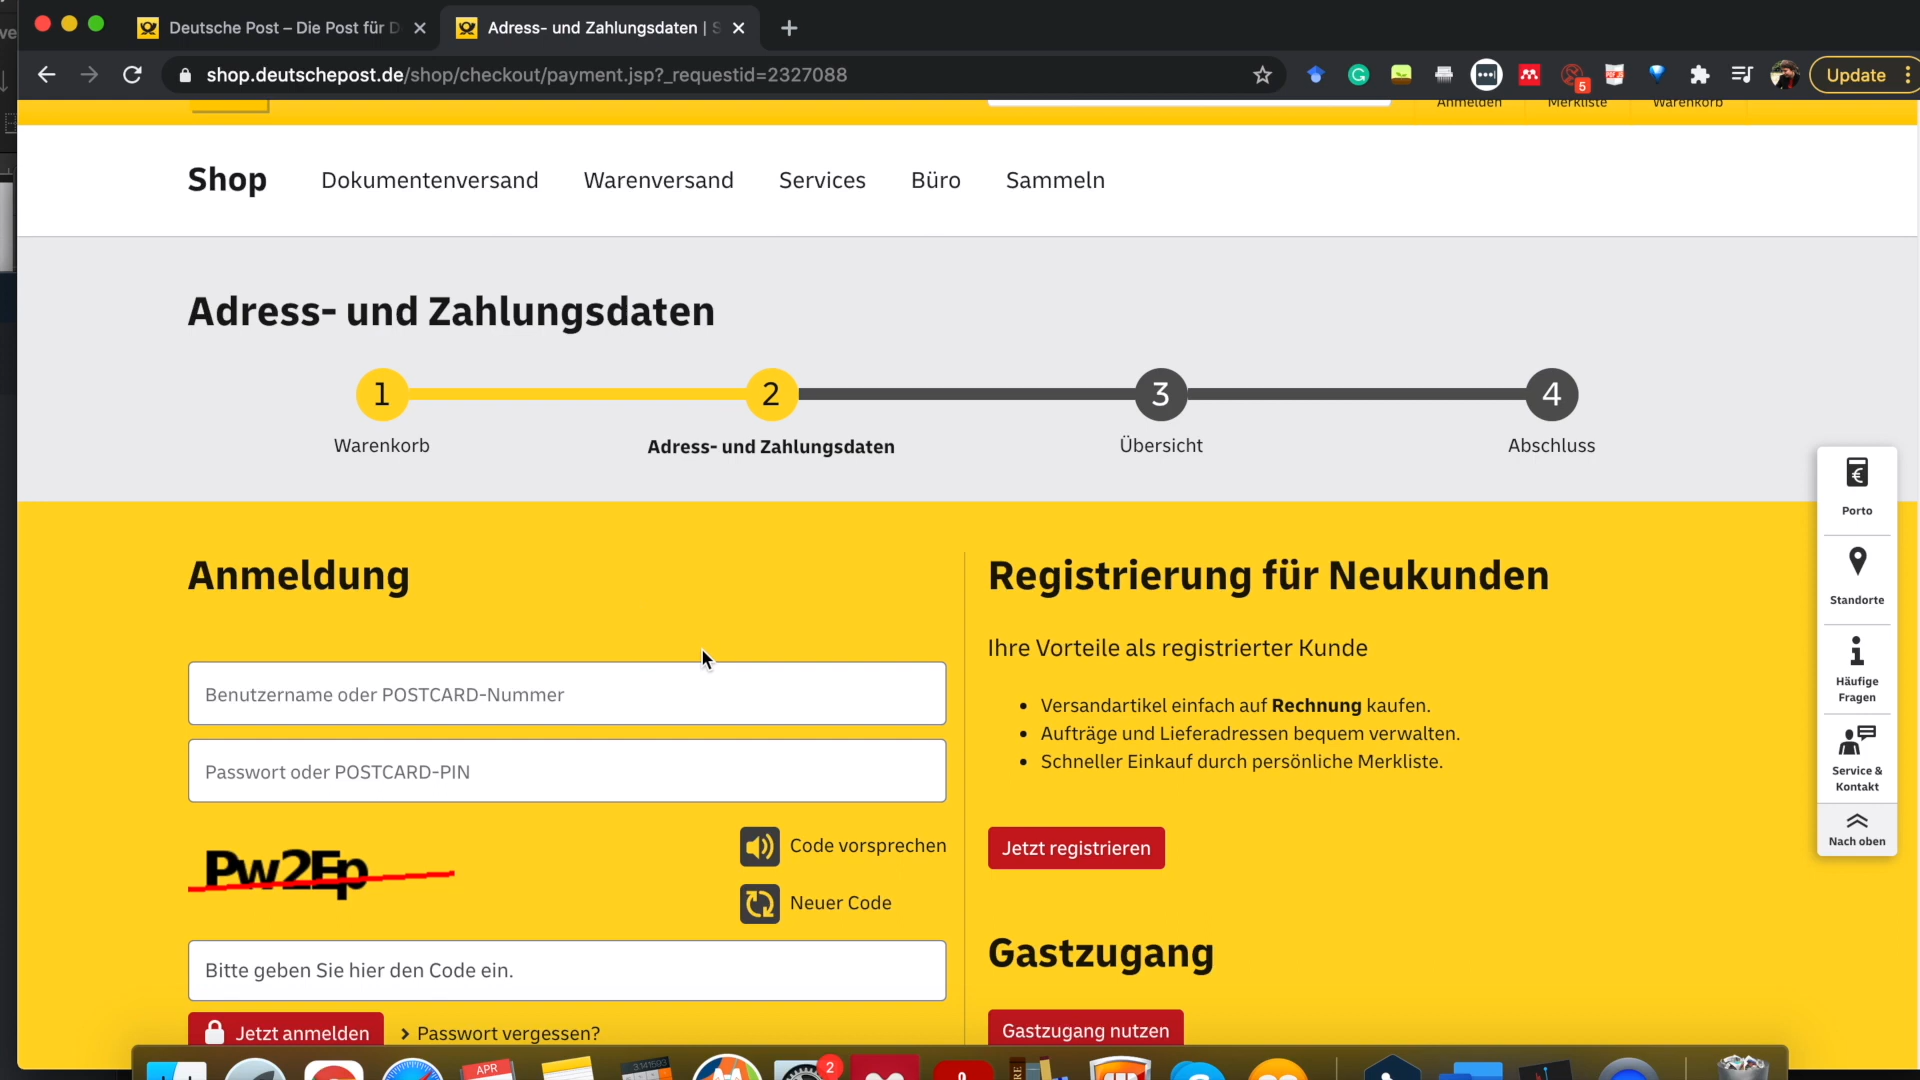 Deutsche Post – Die Post für D
Adress- und Zahlungsdaten | S
shop.deutschepost.de/shop/checkout/payment.jsp?_requestid=2327088
5
Update
Anmelden
Merkliste
Warenkorb
Shop
Dokumentenversand
Warenversand
Services
Büro
Sammeln
Adress- und Zahlungsdaten
1
2
3
4
Warenkorb
Adress- und Zahlungsdaten
Übersicht
Abschluss
Porto
Standorte
Häufige
Fragen
Service &
Kontakt
Nach oben
Anmeldung
Benutzername oder POSTCARD-Nummer
Passwort oder POSTCARD-PIN
Pw2Ep
Code vorsprechen
Neuer Code
Bitte geben Sie hier den Code ein.
Jetzt anmelden
Passwort vergessen?
Registrierung für Neukunden
Ihre Vorteile als registrierter Kunde
• Versandartikel einfach auf Rechnung kaufen.
• Aufträge und Lieferadressen bequem verwalten.
• Schneller Einkauf durch persönliche Merkliste.
Jetzt registrieren
Gastzugang
Gastzugang nutzen
APR
2